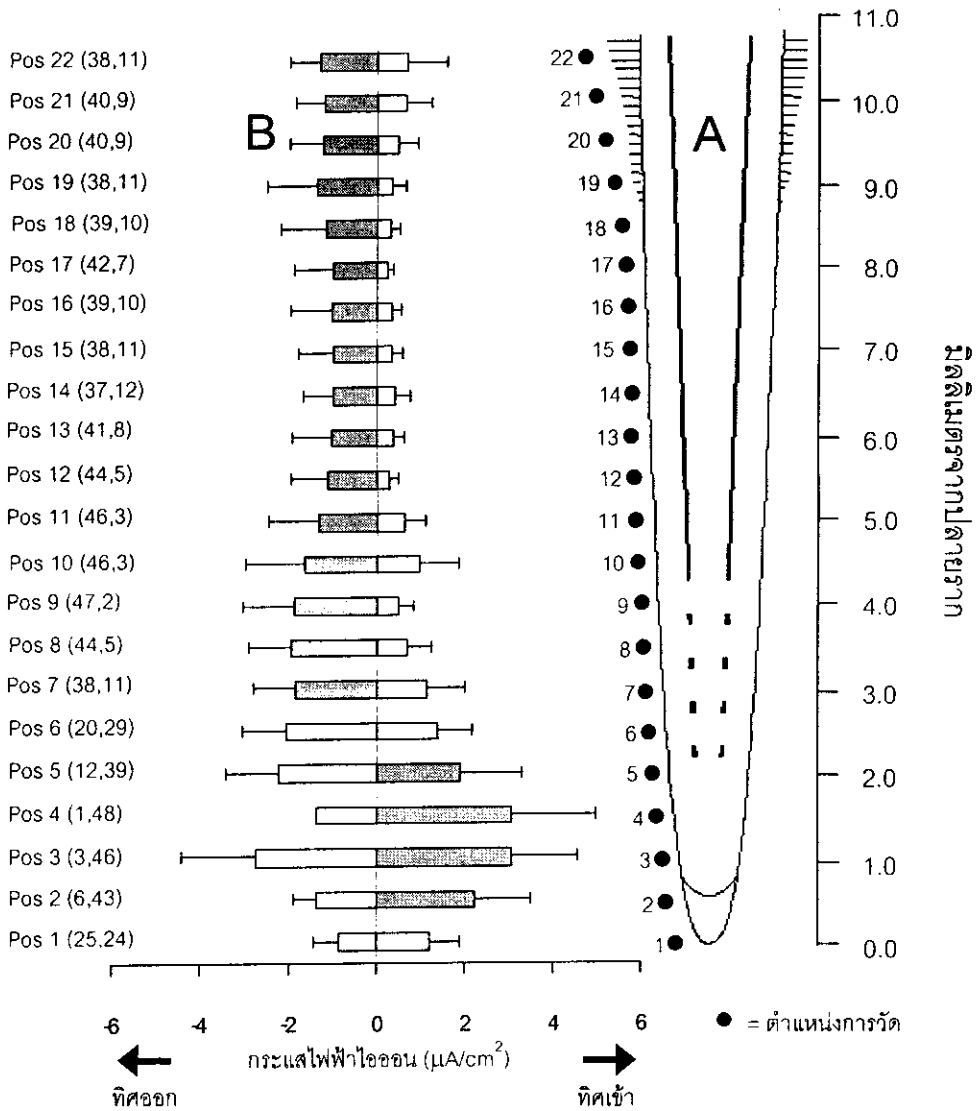 11.0
Pos 22 (38,11)
22
Pos 21 (40,9)
21
10.0
B
A
Pos 20 (40,9)
20
Pos 19 (38,11)
19
9.0
Pos 18 (39,10)
18
Pos 17 (42,7)
17
8.0
Pos 16 (39,10)
16
Pos 15 (38,11)
15
7.0
Pos 14 (37,12)
14
Pos 13 (41,8)
13
6.0
Pos 12 (44,5)
12
Pos 11 (46,3)
11
5.0
Pos 10 (46,3)
10
Pos 9 (47,2)
9
4.0
Pos 8 (44,5)
8
Pos 7 (38,11)
7
3.0
Pos 6 (20,29)
6
Pos 5 (12,39)
5
2.0
Pos 4 (1,48)
4
Pos 3 (3,46)
3
1.0
Pos 2 (6,43)
2
Pos 1 (25,24)
1
0.0
มิลลิเมตรจากปลายราก
-6 -4 -2 0 2 4 6
= ตำแหน่งการวัด
กระแสไฟฟ้าไอออน (µA/cm²)
ทิศออก
ทิศเข้า